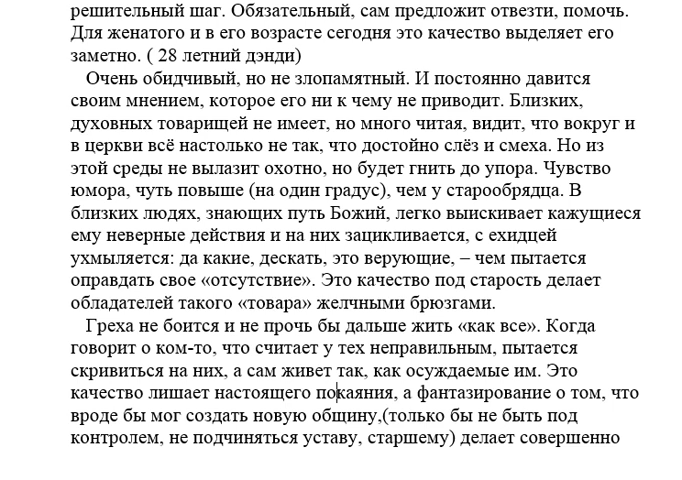 решительный шаг. Обязательный, сам предложит отвезти, помочь.
Для женатого и в его возрасте сегодня это качество выделяет его
заметно. ( 28 летний дэнди)
Очень обидчивый, но не злопамятный. И постоянно давится
своим мнением, которое его ни к чему не приводит. Близких,
духовных товарищей не имеет, но много читая, видит, что вокруг и
в церкви всё настолько не так, что достойно слёз и смеха. Но из
этой среды не вылазит охотно, но будет гнить до упора. Чувство
юмора, чуть повыше (на один градус), чем у старообрядца. В
близких людях, знающих путь Божий, легко выискивает кажущиеся
ему неверные действия и на них зацикливается, с ехидцей
ухмыляется: да какие, дескать, это верующие, – чем пытается
оправдать свое «отсутствие». Это качество под старость делает
обладателей такого «товара» желчными брюзгами.
Греха не боится и не прочь бы дальше жить «как все». Когда
говорит о ком-то, что считает у тех неправильным, пытается
скривиться на них, а сам живет так, как осуждаемые им. Это
качество лишает настоящего покаяния, а фантазирование о том, что
вроде бы мог создать новую общину,(только бы не быть под
контролем, не подчиняться уставу, старшему) делает совершенно